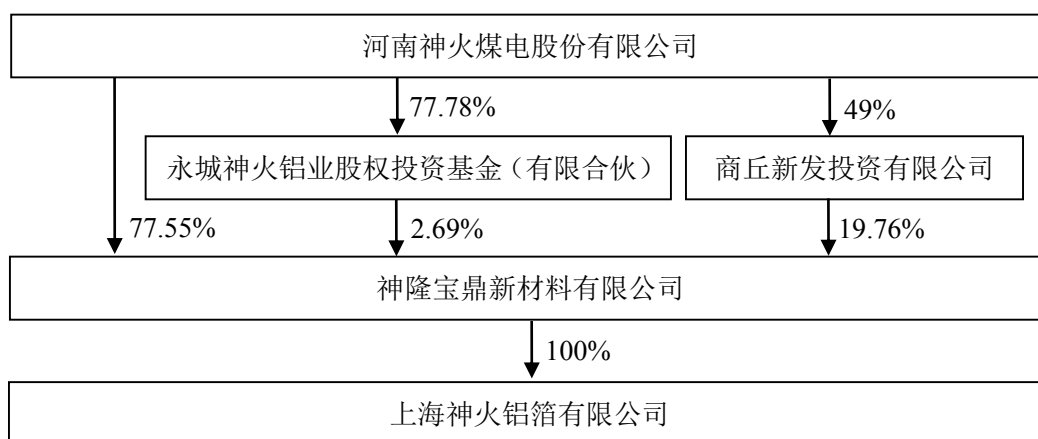 河南神火煤电股份有限公司
77.78%
49%
永城神火铝业股权投资基金（有限合伙）
商丘新发投资有限公司
77.55%
2.69%
19.76%
神隆宝鼎新材料有限公司
100%
上海神火铝箔有限公司